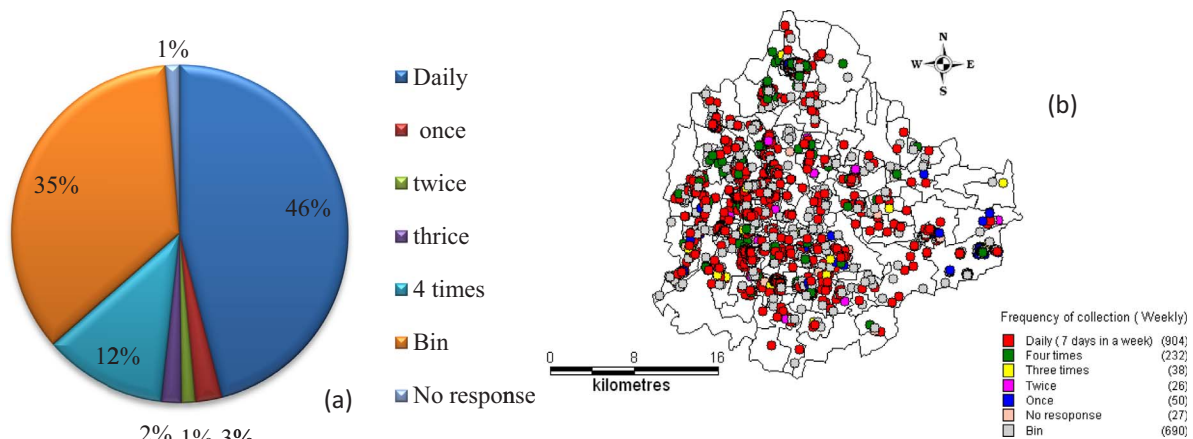 1%
35%
46%
12%
2% 1% 3%
(a)
Daily
once
twice
thrice
4 times
Bin
No response
N
W E
S
(b)
0 8 16
kilometres
Frequency of collection ( Weekly)
Daily ( 7 days in a week) (904)
Four times (232)
Three times (38)
Twice (26)
Once (50)
No resoponse (27)
Bin (690)